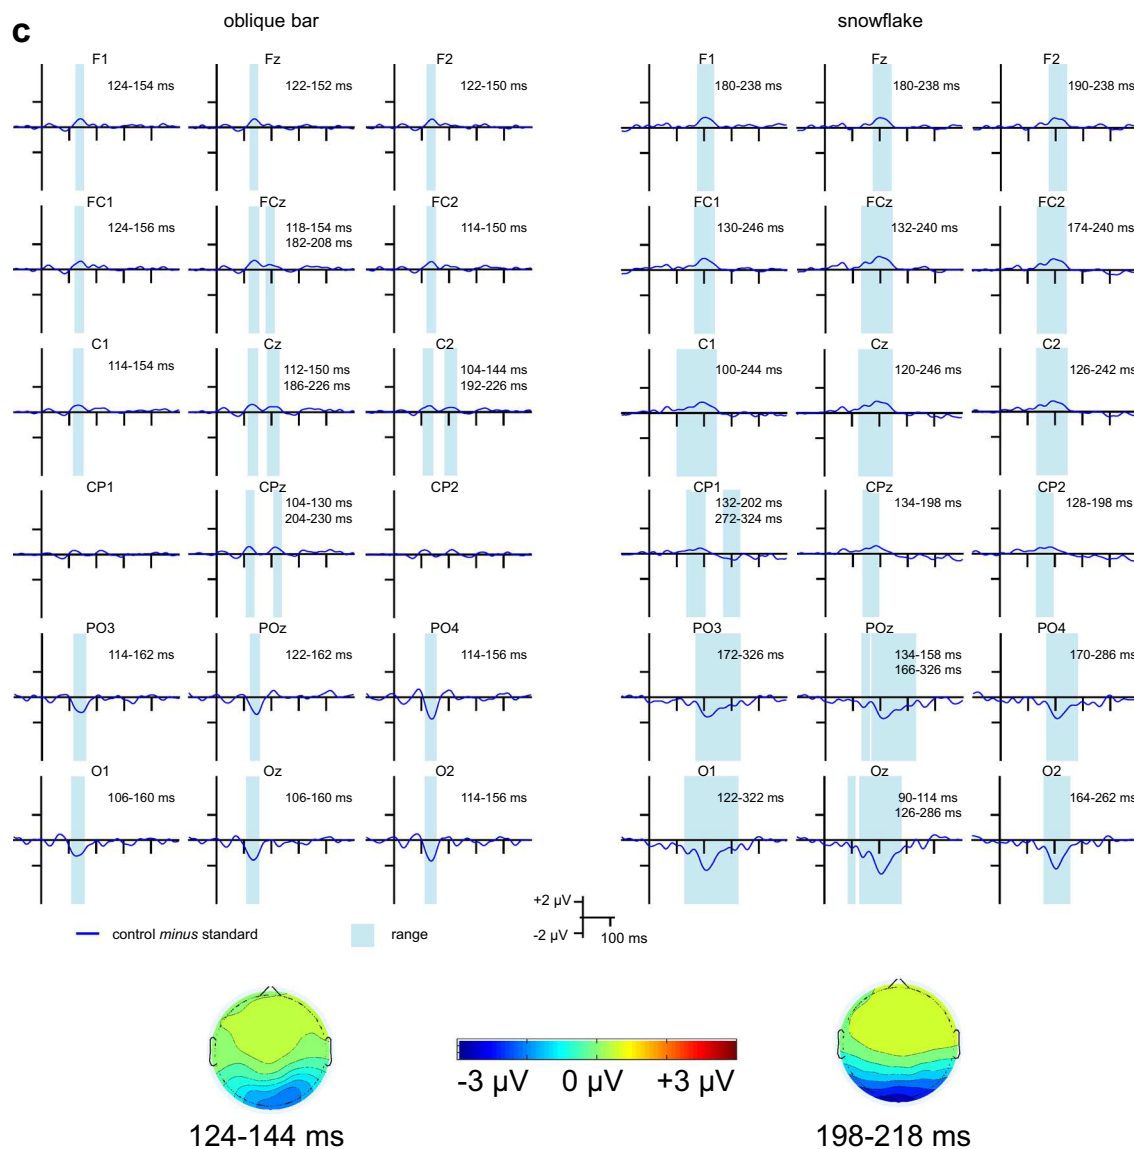 c
oblique bar
snowflake
F1
124-154 ms
Fz
122-152 ms
F2
122-150 ms
F1
180-238 ms
Fz
180-238 ms
F2
190-238 ms
FC1
124-156 ms
FCz
118-154 ms
182-208 ms
FC2
114-150 ms
FC1
130-246 ms
FCz
132-240 ms
FC2
174-240 ms
C1
114-154 ms
Cz
112-150 ms
186-226 ms
C2
104-144 ms
192-226 ms
C1
100-244 ms
Cz
120-246 ms
C2
126-242 ms
CP1
CPz
104-130 ms
204-230 ms
CP2
CP1
132-202 ms
272-324 ms
CPz
134-198 ms
CP2
128-198 ms
PO3
114-162 ms
POz
122-162 ms
PO4
114-156 ms
PO3
172-326 ms
POz
134-158 ms
166-326 ms
PO4
170-286 ms
O1
106-160 ms
Oz
106-160 ms
O2
114-156 ms
O1
122-322 ms
Oz
90-114 ms
126-286 ms
O2
164-262 ms
control minus standard
range
+2 µV
-2 µV
100 ms
-3 µV 0 µV +3 µV
124-144 ms
198-218 ms